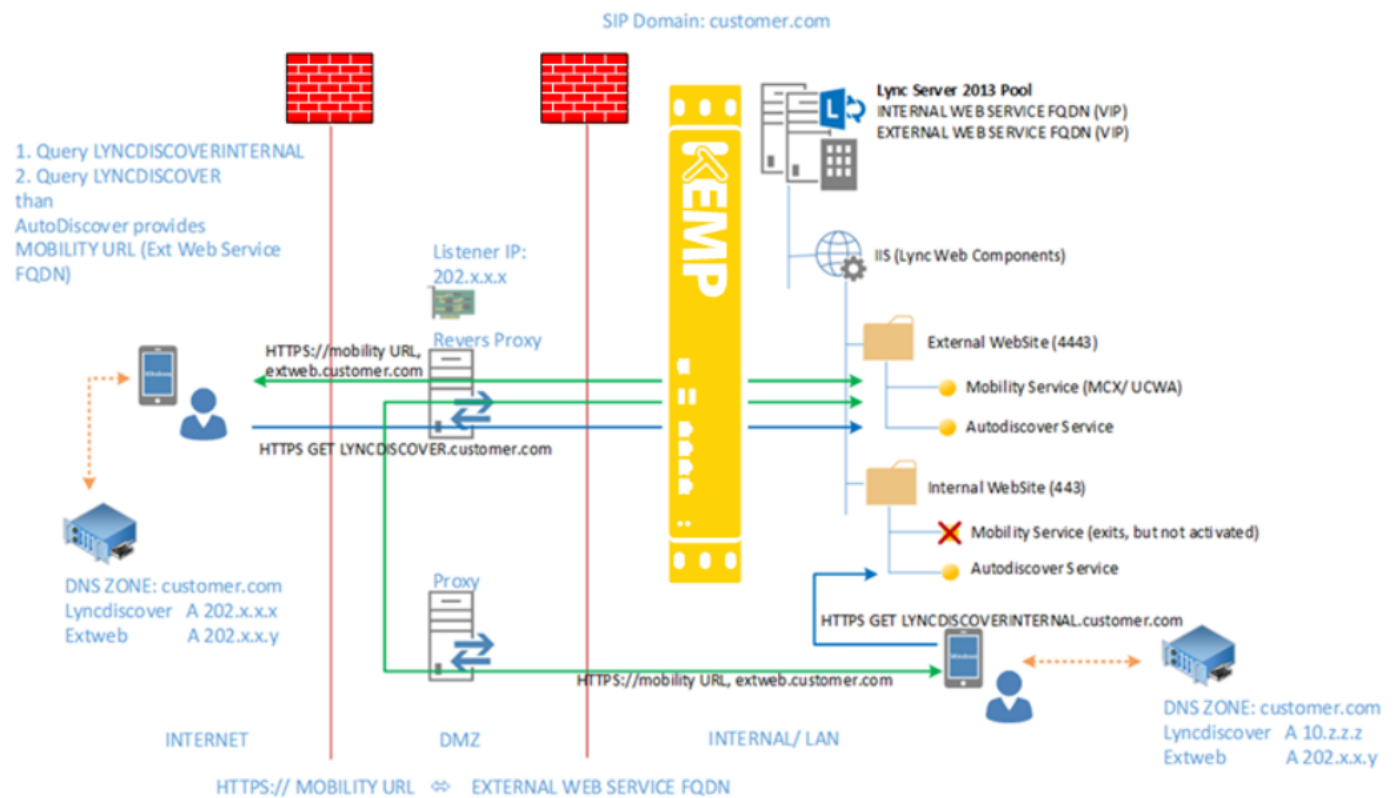 SIP Domain: customer.com
Lync Server 2013 Pool
INTERNAL WEB SERVICE FQDN (VIP)
EXTERNAL WEB SERVICE FQDN (VIP)
1. Query LYNCDISCOVERINTERNAL
2. Query LYNCDISCOVER
than
AutoDiscover provides
MOBILITY URL (Ext Web Service
FQDN)
KEMP
Listener IP:
202.x.x.x
IIS (Lync Web Components)
Revers Proxy
HTTPS://mobility URL,
extweb.customer.com
External WebSite (4443)
Mobility Service (MCX/ UCWA)
Autodiscover Service
HTTPS GET LYNCDISCOVER.customer.com
Internal WebSite (443)
Mobility Service (exits, but not activated)
Autodiscover Service
DNS ZONE: customer.com
Lyncdiscover A 202.x.x.x
Extweb A 202.x.x.y
Proxy
HTTPS GET LYNCDISCOVERINTERNAL.customer.com
HTTPS://mobility URL, extweb.customer.com
DNS ZONE: customer.com
Lyncdiscover A 10.z.z.z
Extweb A 202.x.x.y
INTERNET
DMZ
INTERNAL/ LAN
HTTPS:// MOBILITY URL ⇔ EXTERNAL WEB SERVICE FQDN